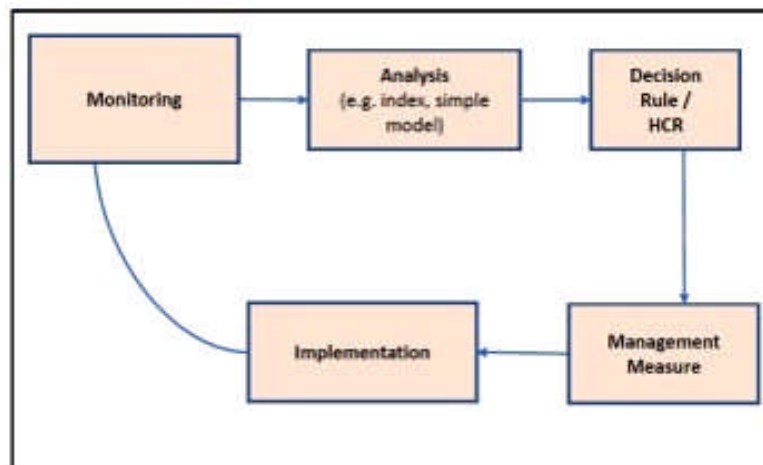 Monitoring
Analysis
(e.g. index, simple
model)
Decision
Rule /
HCR
Management
Measure
Implementation